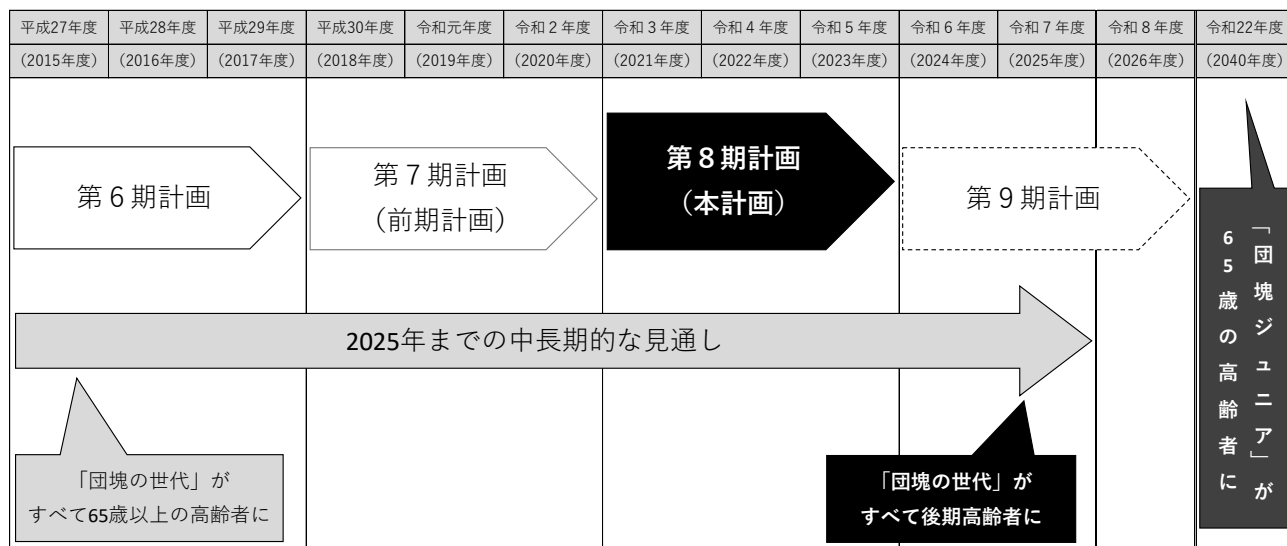 平成27年度 平成28年度 平成29年度 平成30年度 令和元年度 令和２年度 令和３年度 令和４年度 令和５年度 令和６年度 令和７年度 令和８年度 令和22年度
(2015年度) (2016年度) (2017年度) (2018年度) (2019年度) (2020年度) (2021年度) (2022年度) (2023年度) (2024年度) (2025年度) (2026年度) (2040年度)
第６期計画
第７期計画
（前期計画）
第８期計画
（本計画）
第９期計画
2025年までの中長期的な見通し
「団塊の世代」が
すべて65歳以上の高齢者に
「団塊の世代」が
すべて後期高齢者に
「団塊ジュニア」が
65歳の高齢者に